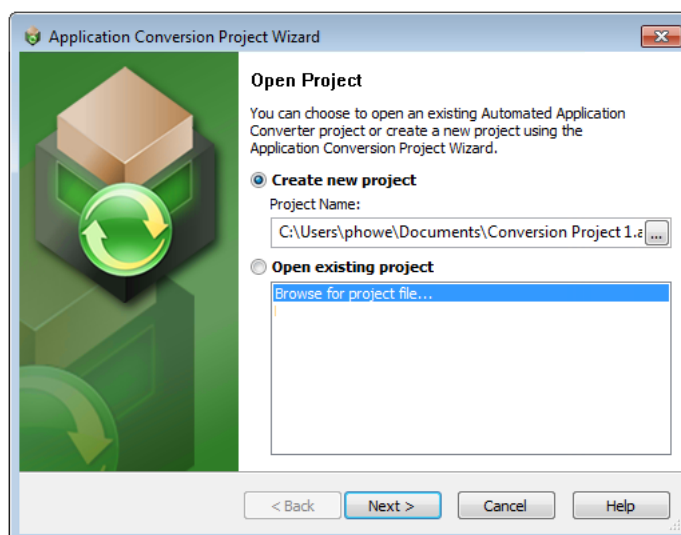 Application Conversion Project Wizard
Open Project
You can choose to open an existing Automated Application
Converter project or create a new project using the
Application Conversion Project Wizard.
Create new project
Project Name:
C:\Users\phowe\Documents\Conversion Project 1.a
...
Open existing project
Browse for project file...
< Back
Next >
Cancel
Help